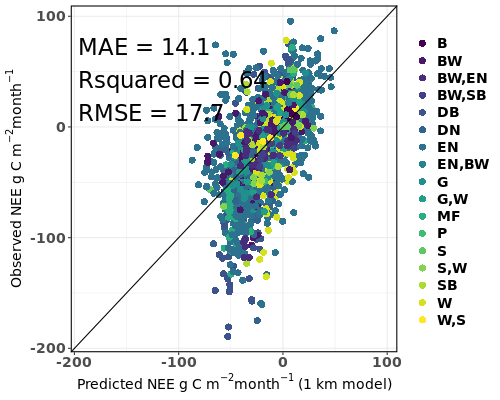 MAE = 14.1
Rsquared = 0.64
RMSE = 17.7
Observed NEE g C m⁻²month⁻¹
100
0
-100
-200
-200
-100
0
100
Predicted NEE g C m⁻²month⁻¹ (1 km model)
B
BW
BW,EN
BW,SB
DB
DN
EN
EN,BW
G
G,W
MF
P
S
S,W
SB
W
W,S